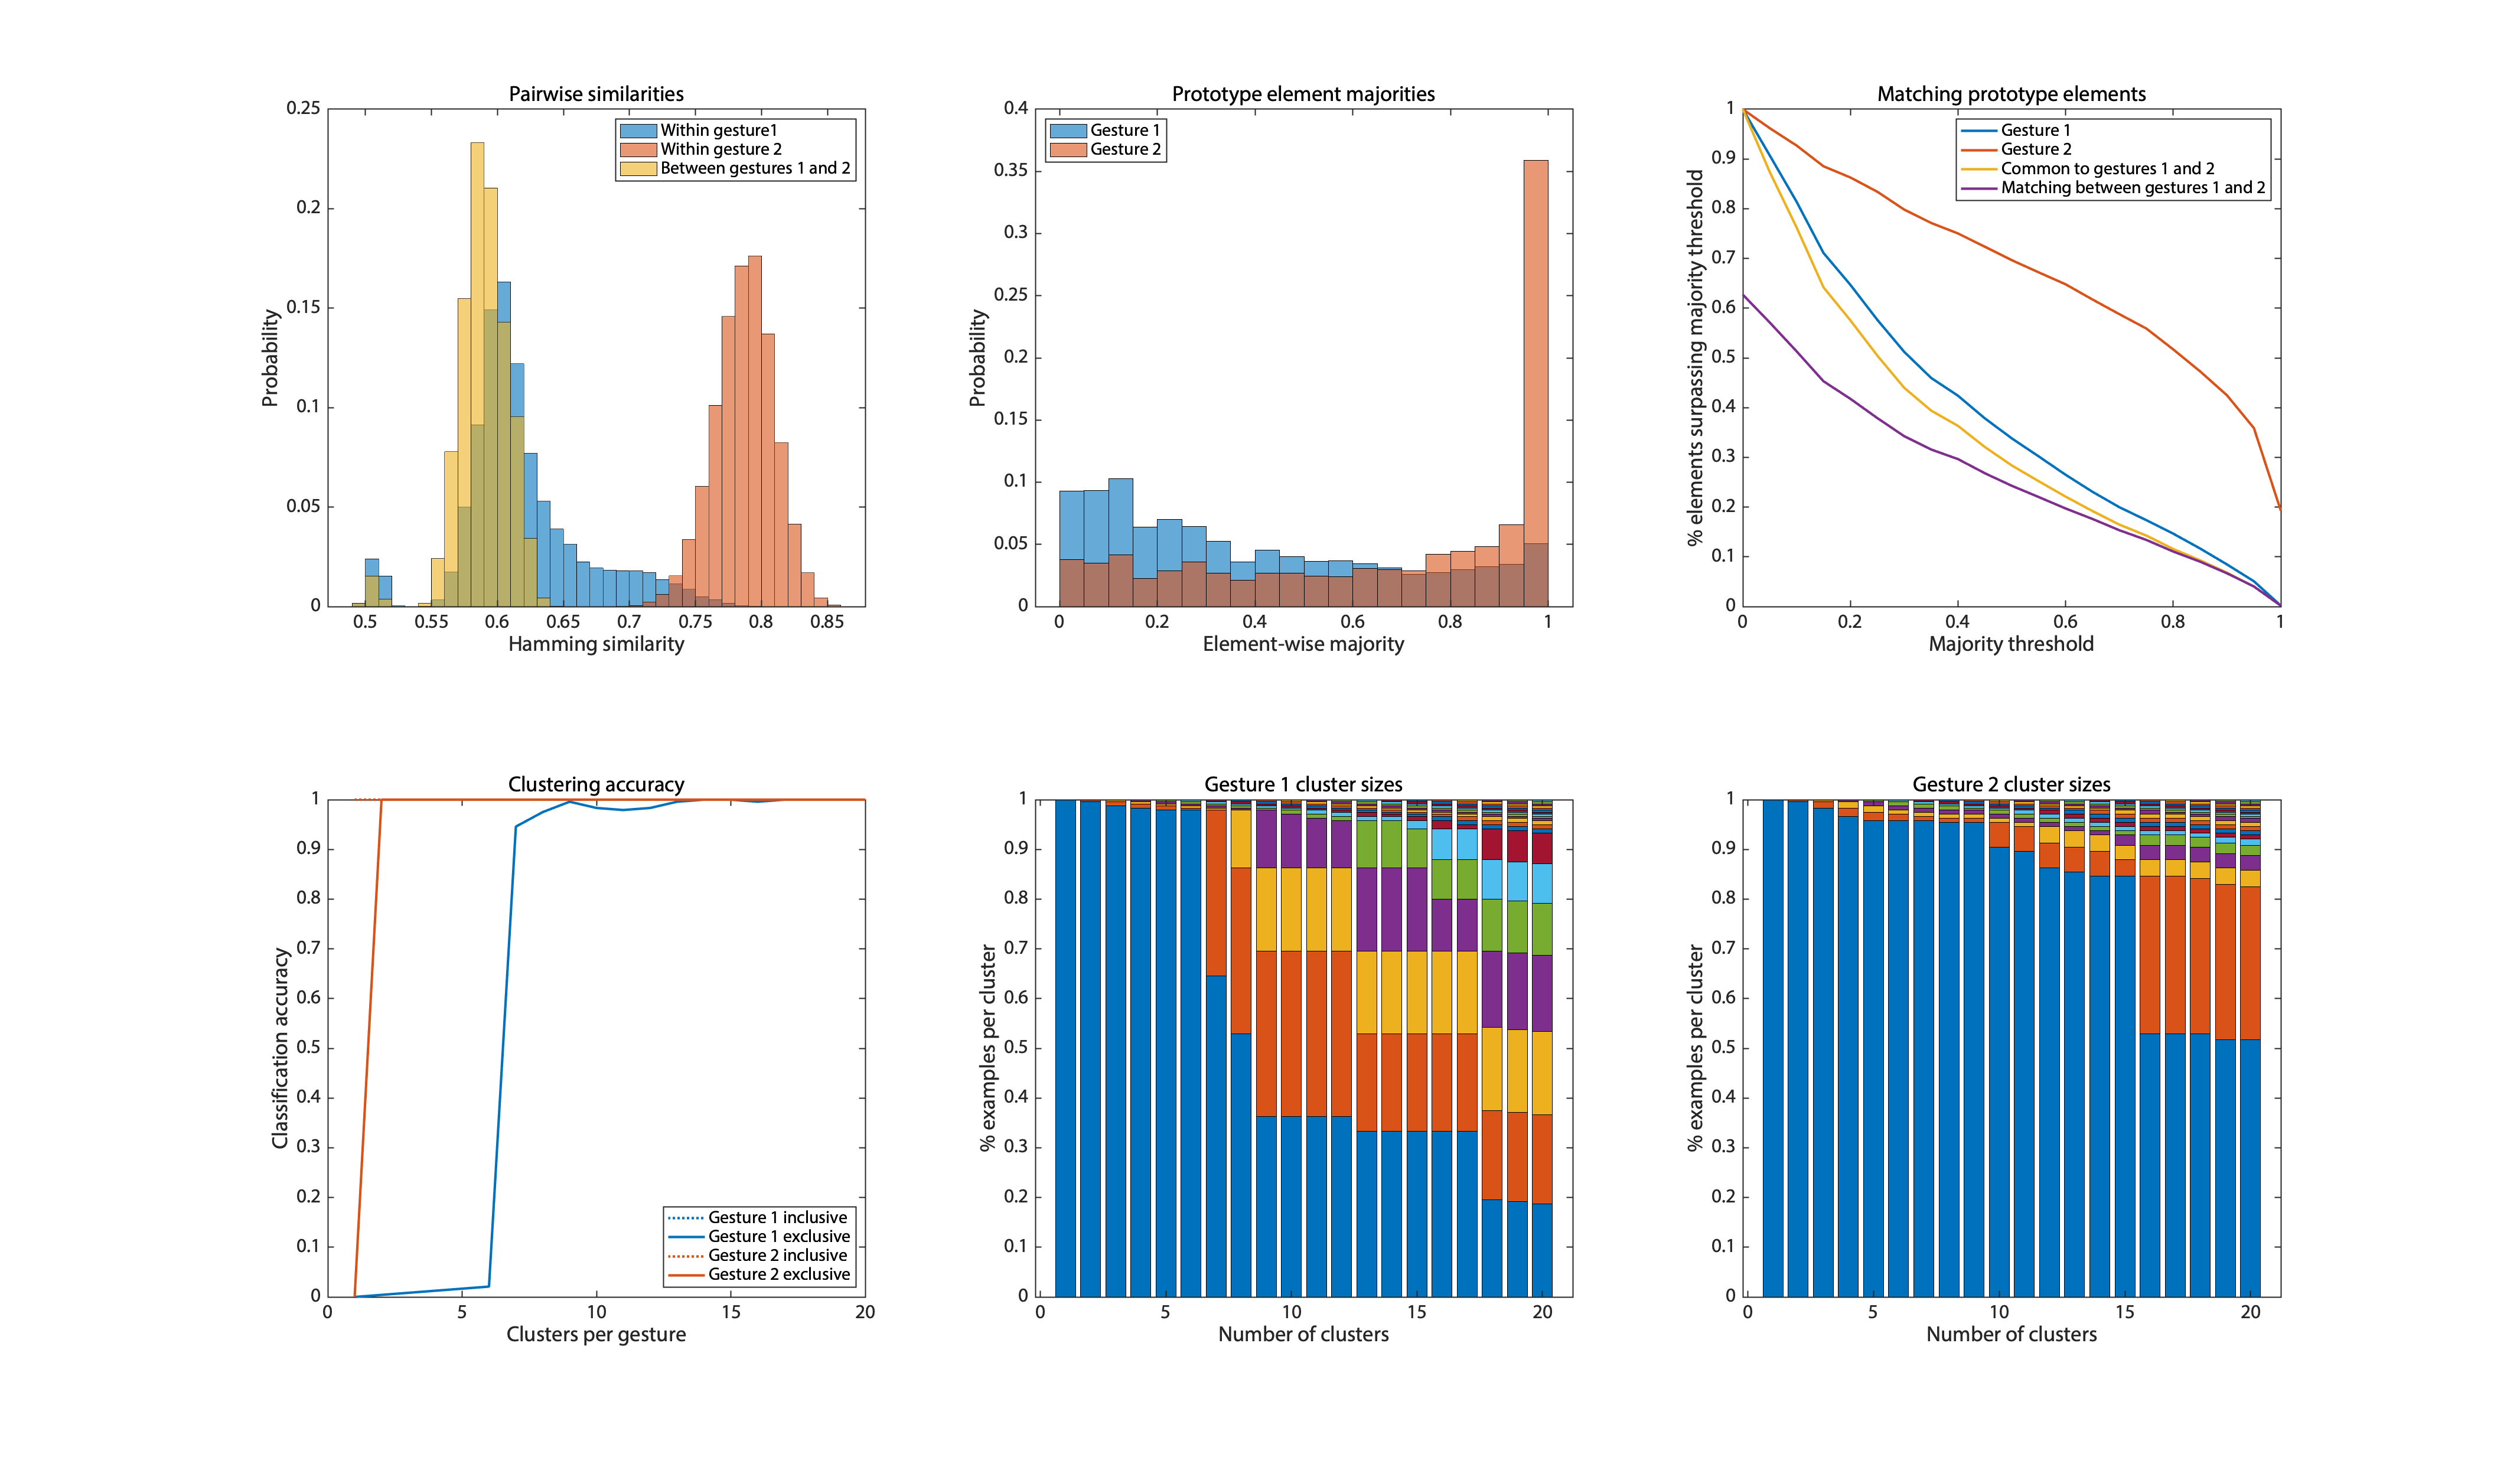 Pairwise similarities
0.25
0.2
0.15
0.1
0.05
0
Probability
Within gesture1
Within gesture 2
Between gestures 1 and 2
0.5 0.55 0.6 0.65 0.7 0.75 0.8 0.85
Hamming similarity
Prototype element majorities
0.4
0.35
0.3
0.25
0.2
0.15
0.1
0.05
0
Probability
Gesture 1
Gesture 2
0 0.2 0.4 0.6 0.8 1
Element-wise majority
Matching prototype elements
1
0.9
0.8
0.7
0.6
0.5
0.4
0.3
0.2
0.1
0
% elements surpassing majority threshold
Gesture 1
Gesture 2
Common to gestures 1 and 2
Matching between gestures 1 and 2
0 0.2 0.4 0.6 0.8 1
Majority threshold
Clustering accuracy
1
0.9
0.8
0.7
0.6
0.5
0.4
0.3
0.2
0.1
0
Classification accuracy
Gesture 1 inclusive
Gesture 1 exclusive
Gesture 2 inclusive
Gesture 2 exclusive
0 5 10 15 20
Clusters per gesture
Gesture 1 cluster sizes
1
0.9
0.8
0.7
0.6
0.5
0.4
0.3
0.2
0.1
0
% examples per cluster
0 5 10 15 20
Number of clusters
Gesture 2 cluster sizes
1
0.9
0.8
0.7
0.6
0.5
0.4
0.3
0.2
0.1
0
% examples per cluster
0 5 10 15 20
Number of clusters